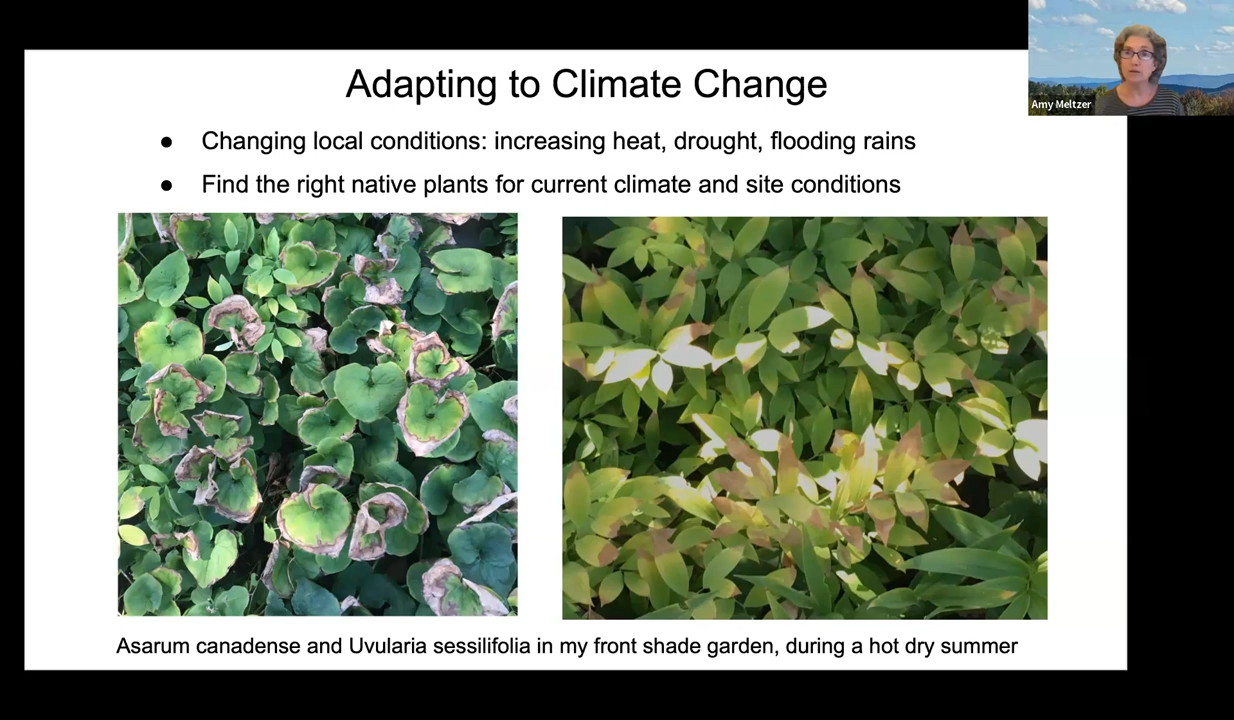 Adapting to Climate Change
Amy Meltzer
● Changing local conditions: increasing heat, drought, flooding rains
● Find the right native plants for current climate and site conditions
Asarum canadense and Uvularia sessilifolia in my front shade garden, during a hot dry summer